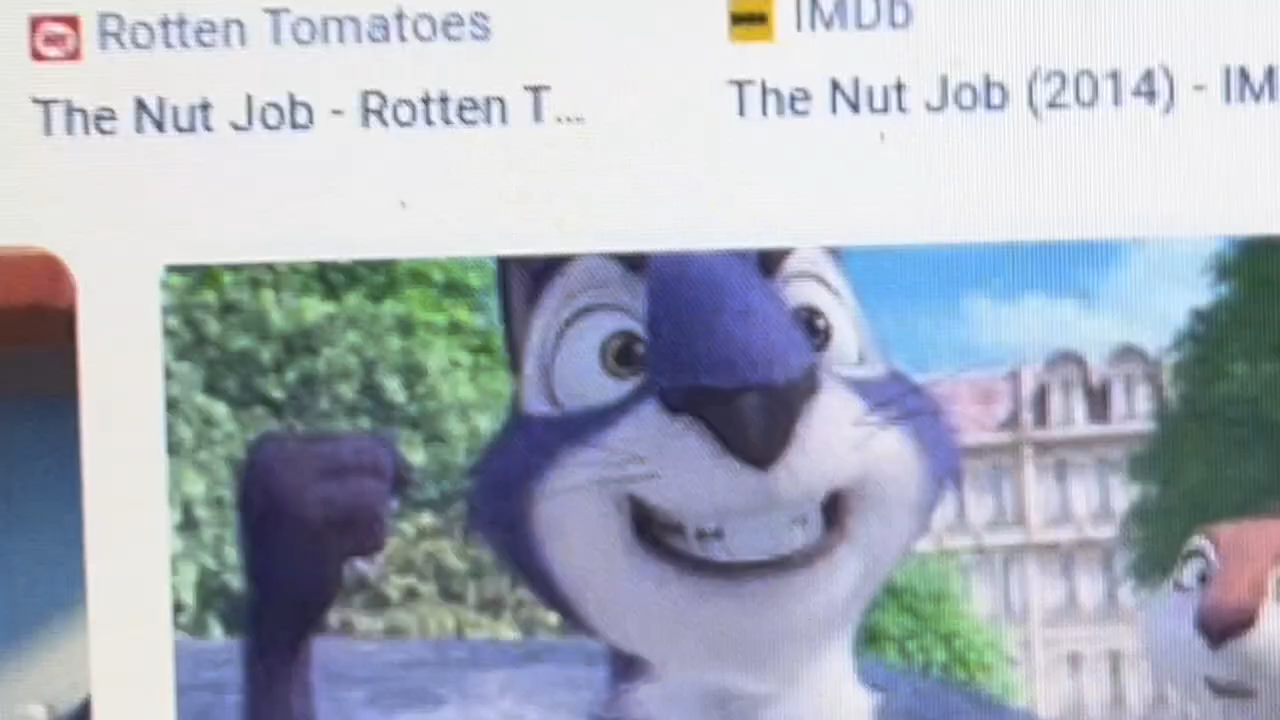 Rotten Tomatoes
IMDb
The Nut Job - Rotten T...
The Nut Job (2014) - IM